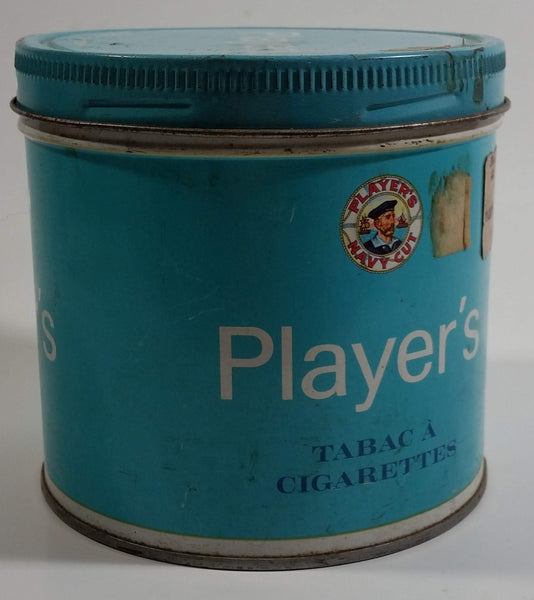 PLAYER'S
NAVY CUT
's
Player's
TABAC À
CIGARETTES